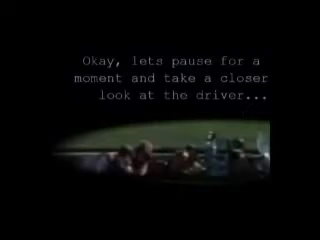 Okay, lets pause for a
moment and take a closer
look at the driver...